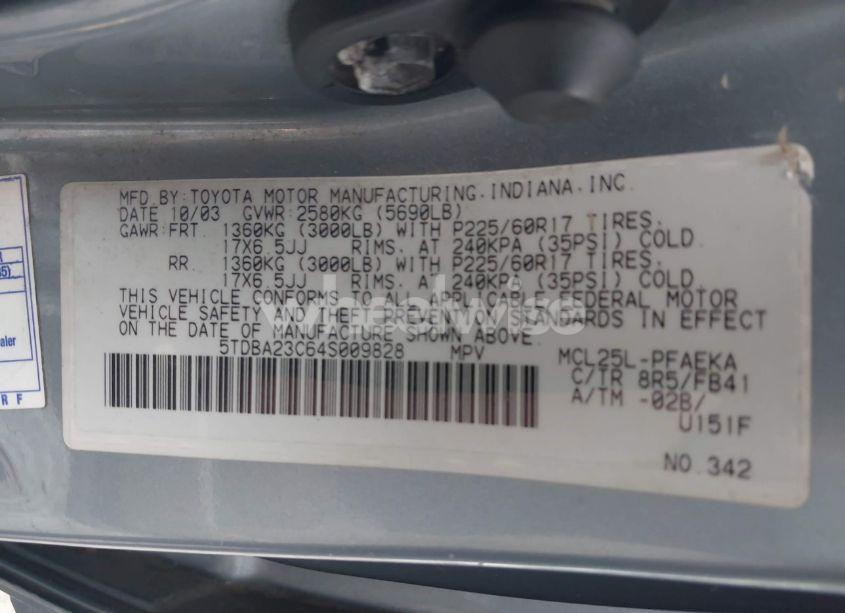 MFD.BY:TOYOTA MOTOR MANUFACTURING.INDIANA.INC.
DATE 10/03 GVWR:2580KG (5690LB)
GAWR:FRT 1360KG (3000LB) WITH P225/60R17 TIRES.
17X6.5JJ RIMS. AT 240KPA (35PSI) COLD.
RR. 1360KG (3000LB) WITH P225/60R17 TIRES.
17X6.5JJ RIMS. AT 240KPA (35PSI) COLD.
THIS VEHICLE CONFORMS TO ALL APPLICABLE FEDERAL MOTOR
VEHICLE SAFETY AND THEFT PREVENTION STANDARDS IN EFFECT
ON THE DATE OF MANUFACTURE SHOWN ABOVE.
5TDBA23C64S009828 MPV
MCL25L-PFAEKA
C/TR 8R5/FB41
A/TM -02B/
U151F
NO.342
wheelwise
aler
R F